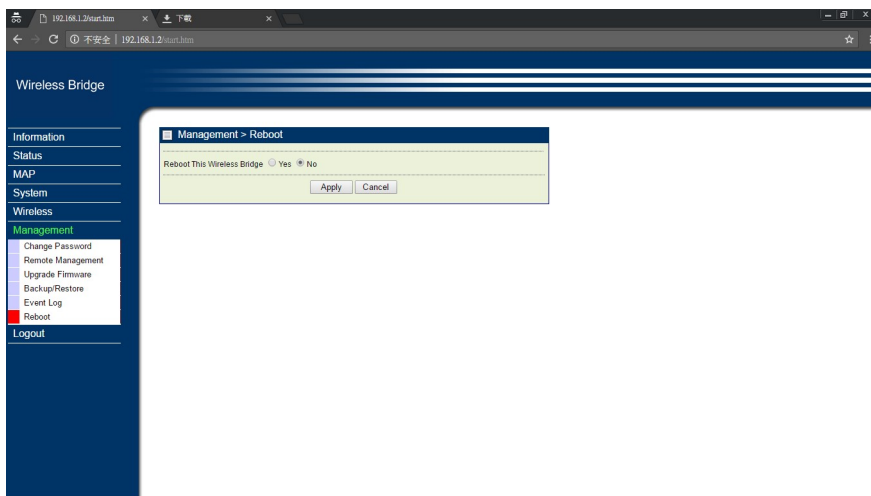 192.168.1.2/start.htm
下載
不安全 | 192.168.1.2/start.htm
Wireless Bridge
Information
Status
MAP
System
Wireless
Management
Change Password
Remote Management
Upgrade Firmware
Backup/Restore
Event Log
Reboot
Logout
Management > Reboot
Reboot This Wireless Bridge Yes No
Apply Cancel